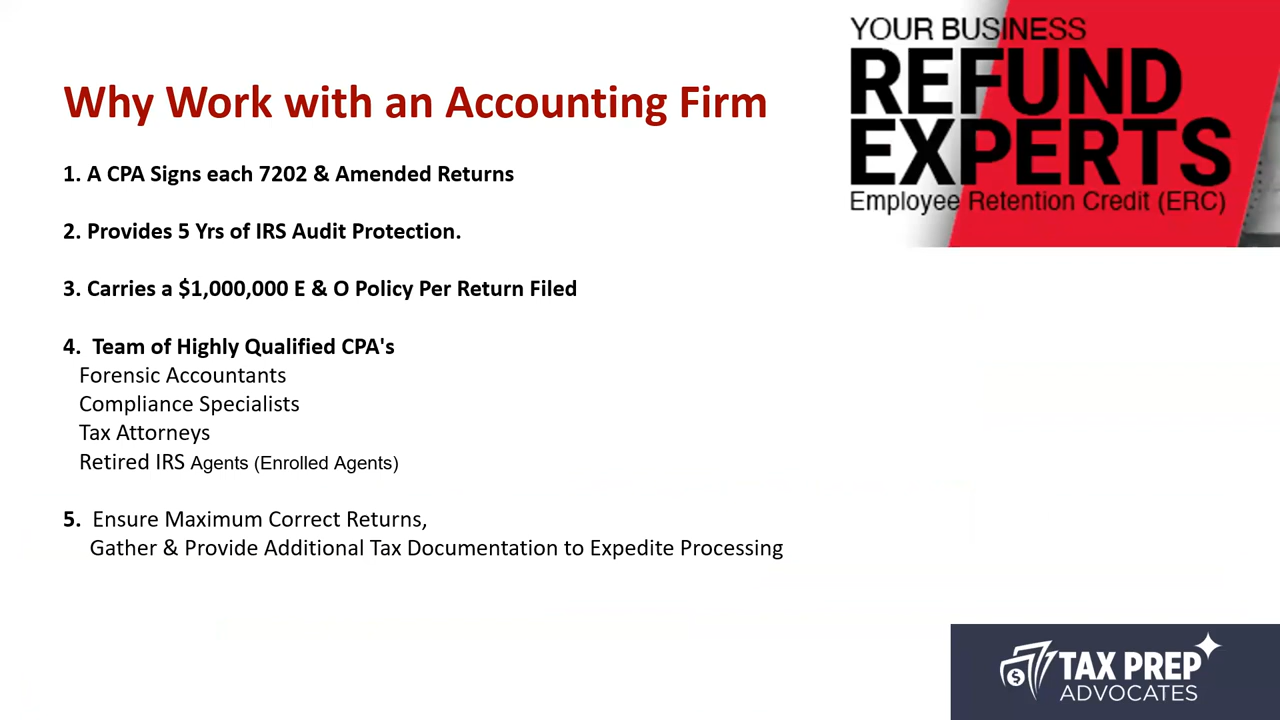 YOUR BUSINESS
REFUND
EXPERTS
Employee Retention Credit (ERC)
Why Work with an Accounting Firm
1. A CPA Signs each 7202 & Amended Returns
2. Provides 5 Yrs of IRS Audit Protection.
3. Carries a $1,000,000 E & O Policy Per Return Filed
4. Team of Highly Qualified CPA's
Forensic Accountants
Compliance Specialists
Tax Attorneys
Retired IRS Agents (Enrolled Agents)
5. Ensure Maximum Correct Returns,
Gather & Provide Additional Tax Documentation to Expedite Processing
TAX PREP
ADVOCATES